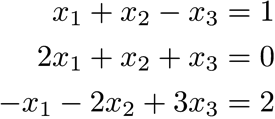 x₁ + x₂ − x₃ = 1
2x₁ + x₂ + x₃ = 0
−x₁ − 2x₂ + 3x₃ = 2